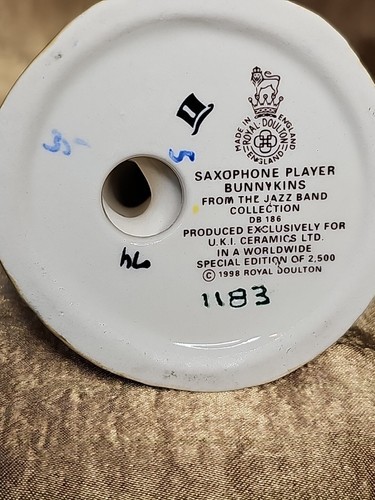 MADE IN ENGLAND
ROYAL DOULTON
ENGLAND
SAXOPHONE PLAYER
BUNNYKINS
FROM THE JAZZ BAND
COLLECTION
DB 186
PRODUCED EXCLUSIVELY FOR
U.K.I. CERAMICS LTD.
IN A WORLDWIDE
SPECIAL EDITION OF 2,500
© 1998 ROYAL DOULTON
1183